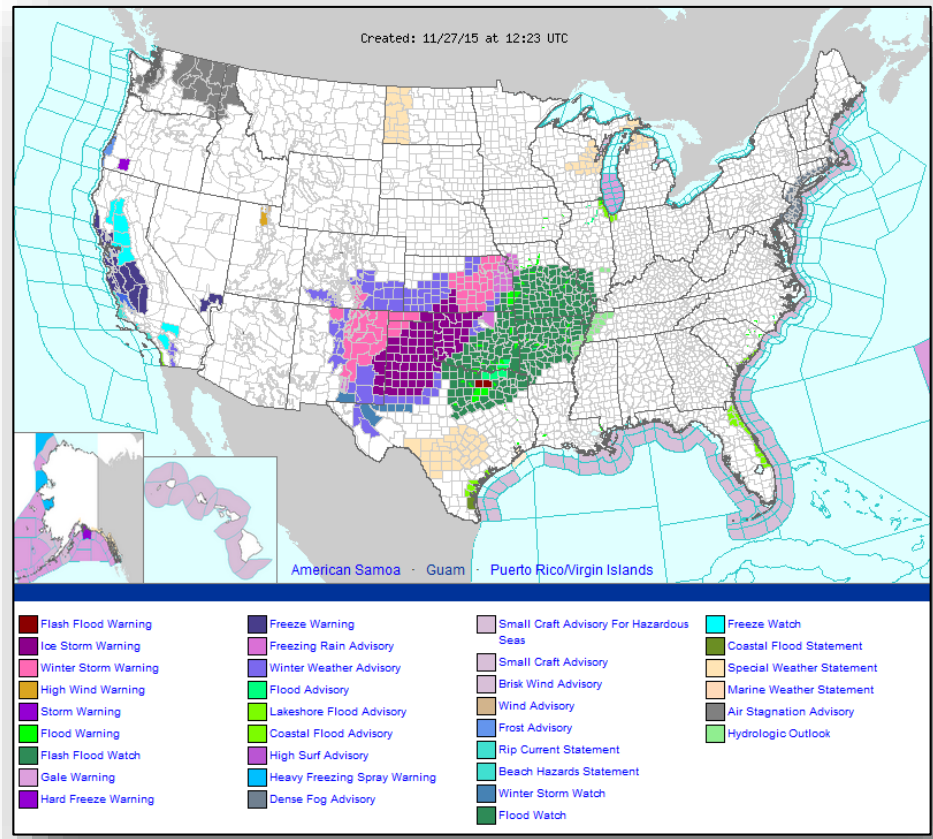 Created: 11/27/15 at 12:23 UTC
American Samoa · Guam · Puerto Rico/Virgin Islands
Flash Flood Warning
Ice Storm Warning
Winter Storm Warning
High Wind Warning
Storm Warning
Flood Warning
Flash Flood Watch
Gale Warning
Hard Freeze Warning
Freeze Warning
Freezing Rain Advisory
Winter Weather Advisory
Flood Advisory
Lakeshore Flood Advisory
Coastal Flood Advisory
High Surf Advisory
Heavy Freezing Spray Warning
Dense Fog Advisory
Small Craft Advisory For Hazardous
Seas
Small Craft Advisory
Brisk Wind Advisory
Wind Advisory
Frost Advisory
Rip Current Statement
Beach Hazards Statement
Winter Storm Watch
Flood Watch
Freeze Watch
Coastal Flood Statement
Special Weather Statement
Marine Weather Statement
Air Stagnation Advisory
Hydrologic Outlook